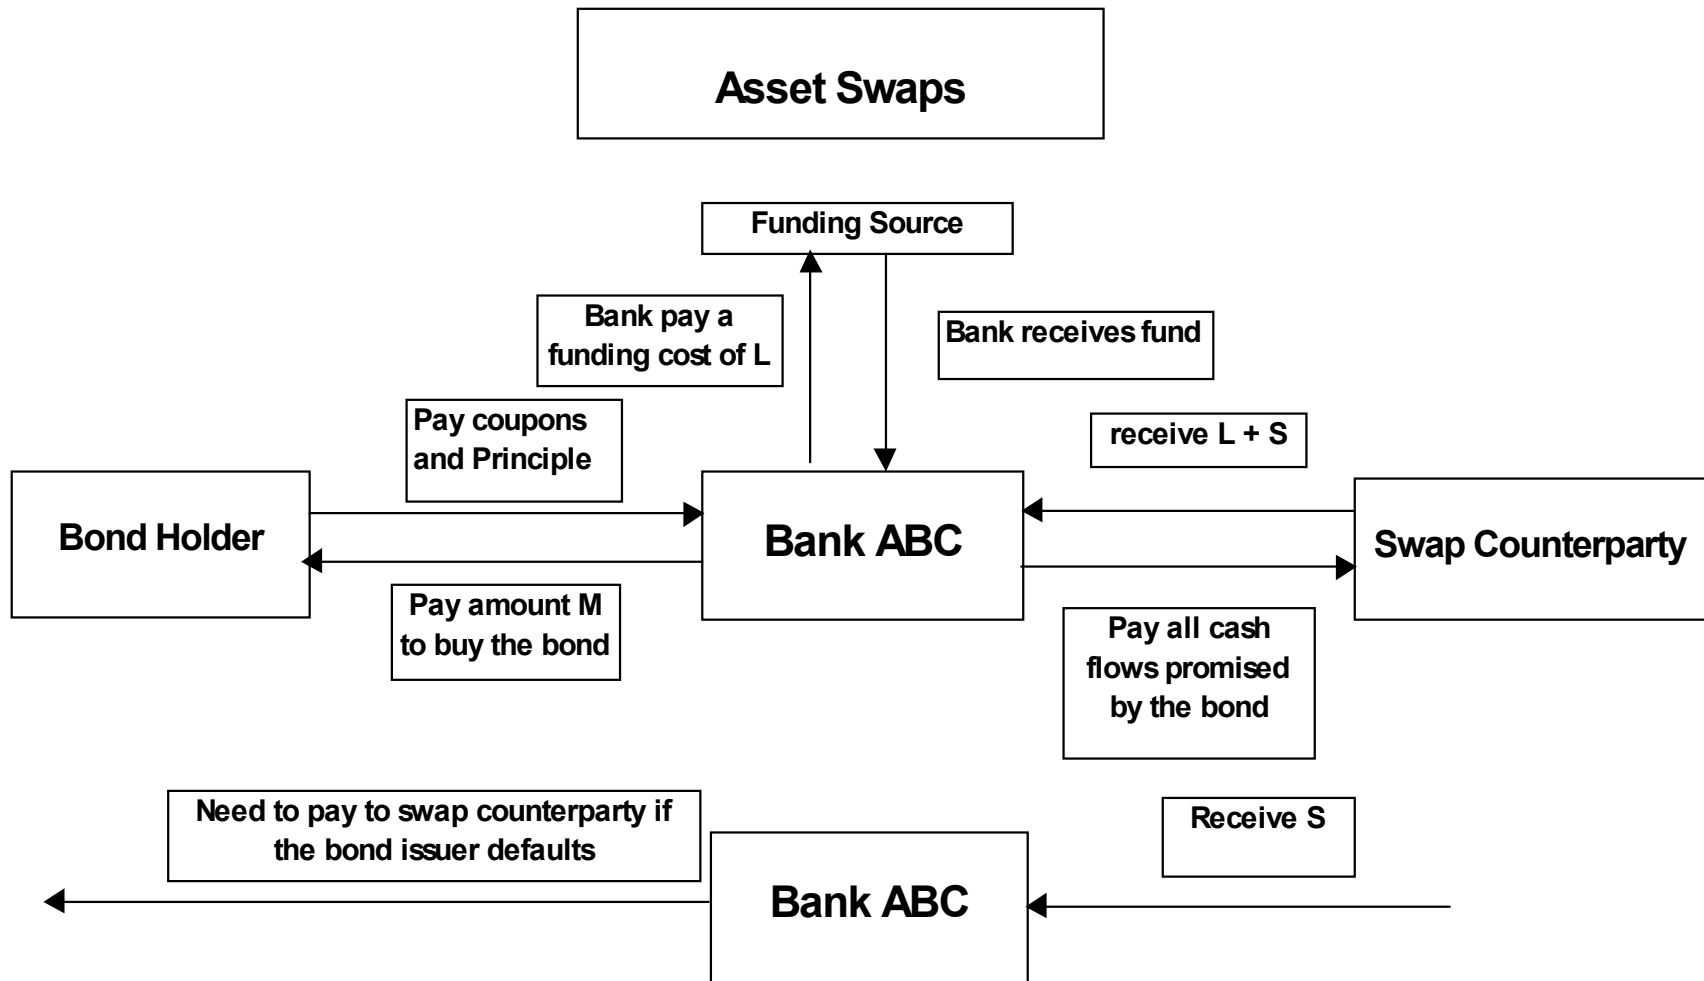 Asset Swaps
Funding Source
Bank pay a
funding cost of L
Bank receives fund
Pay coupons
and Principle
receive L + S
Bond Holder
Bank ABC
Swap Counterparty
Pay amount M
to buy the bond
Pay all cash
flows promised
by the bond
Need to pay to swap counterparty if
the bond issuer defaults
Receive S
Bank ABC